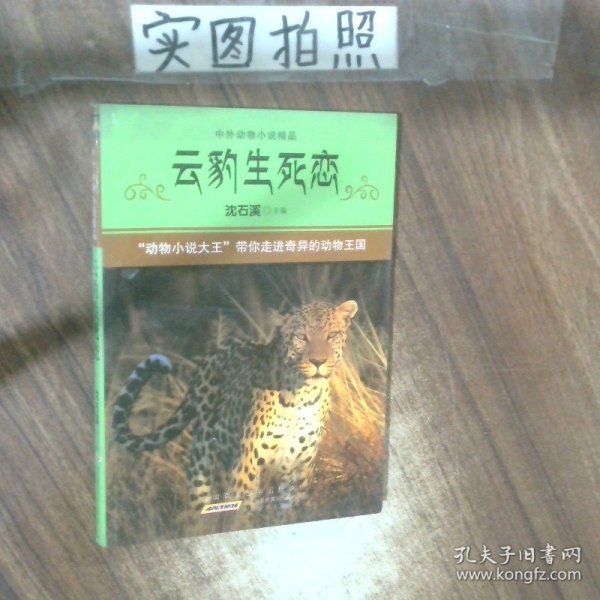 实图拍照
中外动物小说精品
云豹生死恋
沈石溪◎主编
“动物小说大王”带你走进奇异的动物王国
孔夫子旧书网
www.kongfz.com